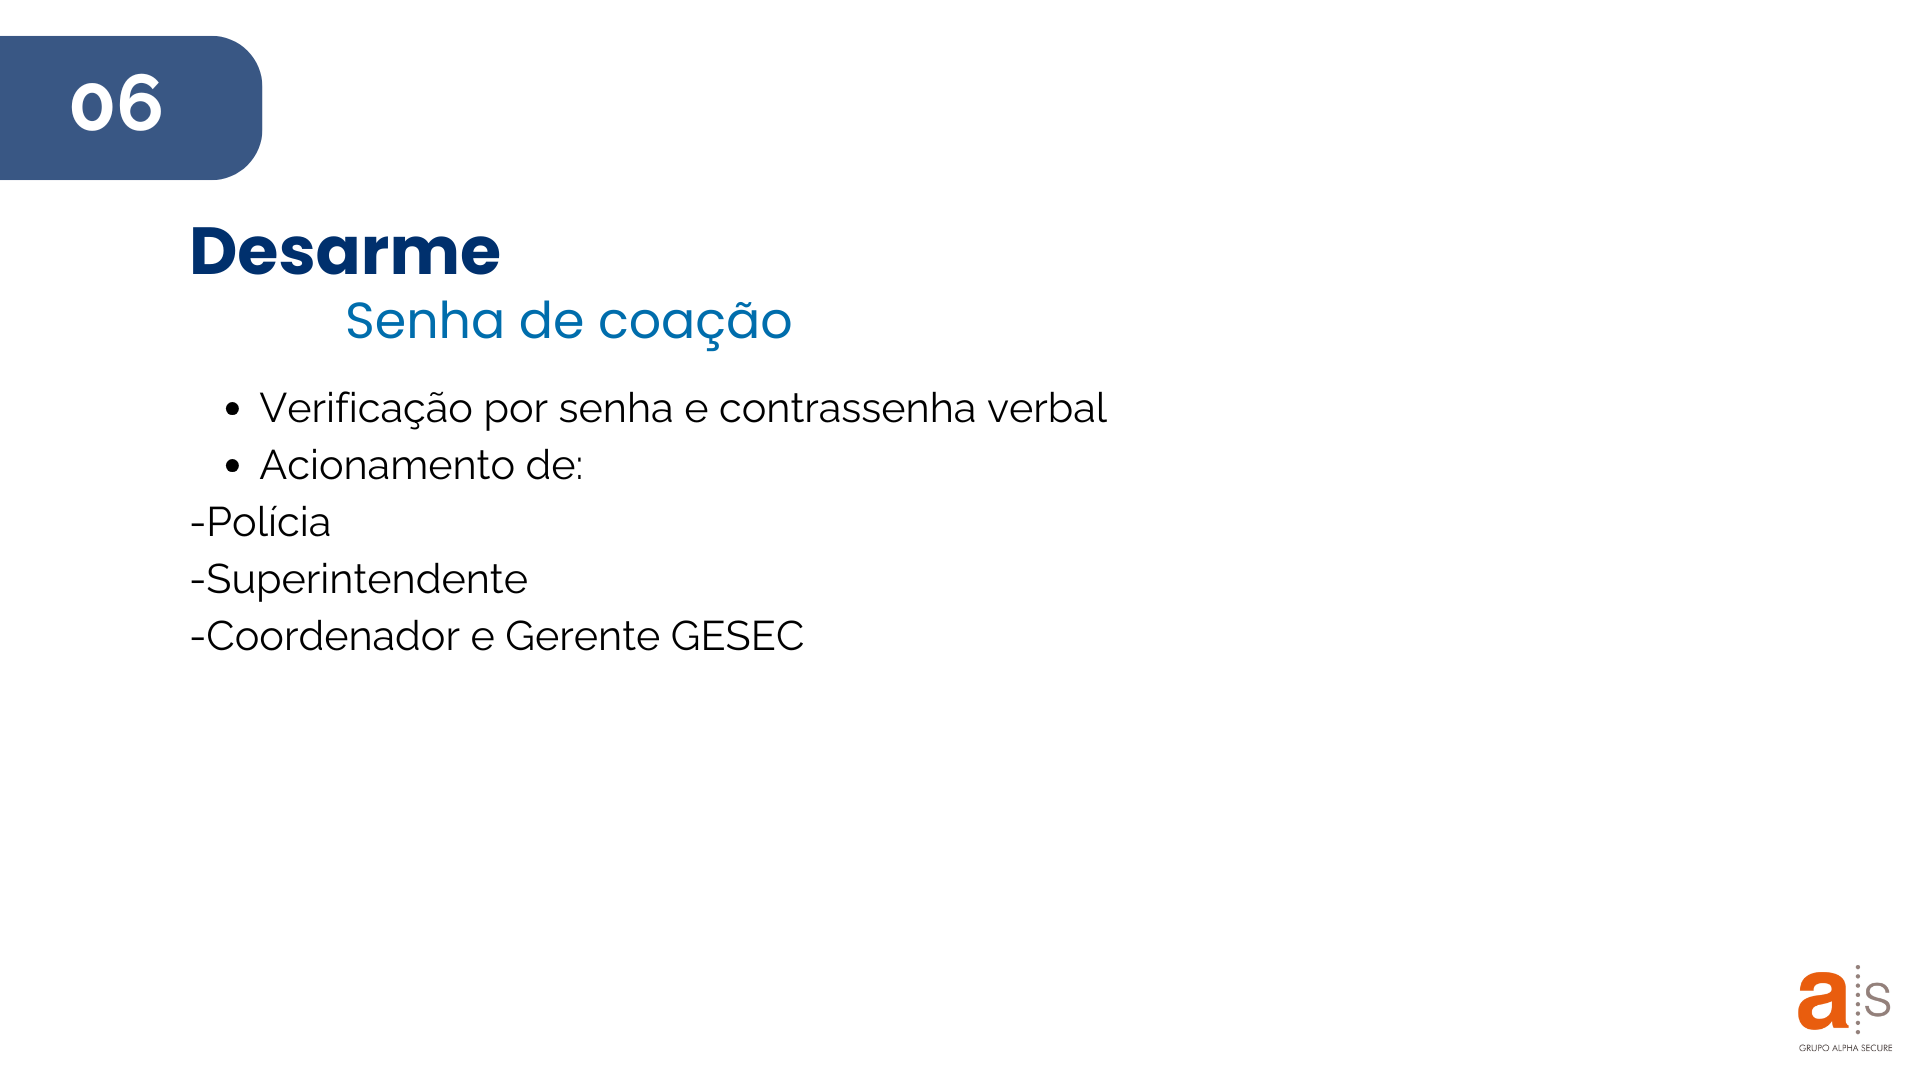 06
Desarme
Senha de coação
• Verificação por senha e contrassenha verbal
• Acionamento de:
-Polícia
-Superintendente
-Coordenador e Gerente GESEC
a s
GRUPO ALPHA SECURE